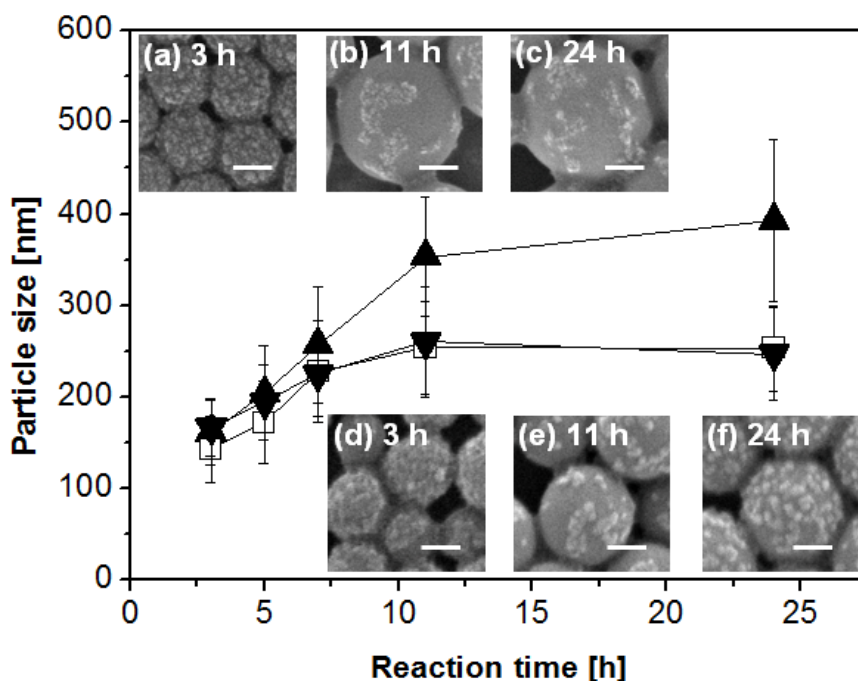 600
500
400
300
200
100
0
Particle size [nm]
(a) 3 h
(b) 11 h
(c) 24 h
(d) 3 h
(e) 11 h
(f) 24 h
0
5
10
15
20
25
Reaction time [h]